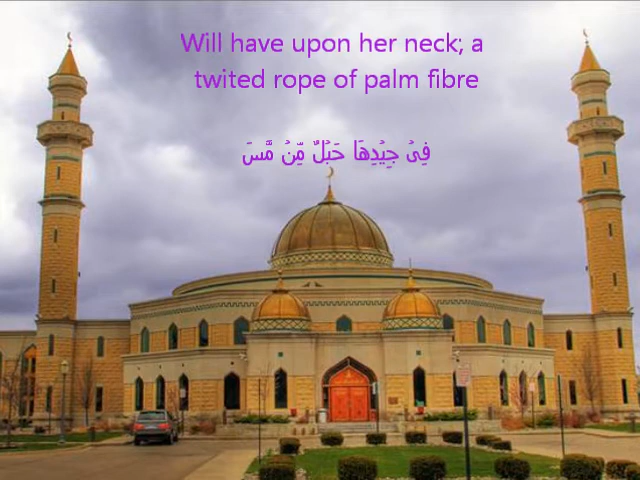 Will have upon her neck; a
twited rope of palm fibre
فِىۡ جِيۡدِهَا حَبۡلٌ مِّنۡ مَّسَ